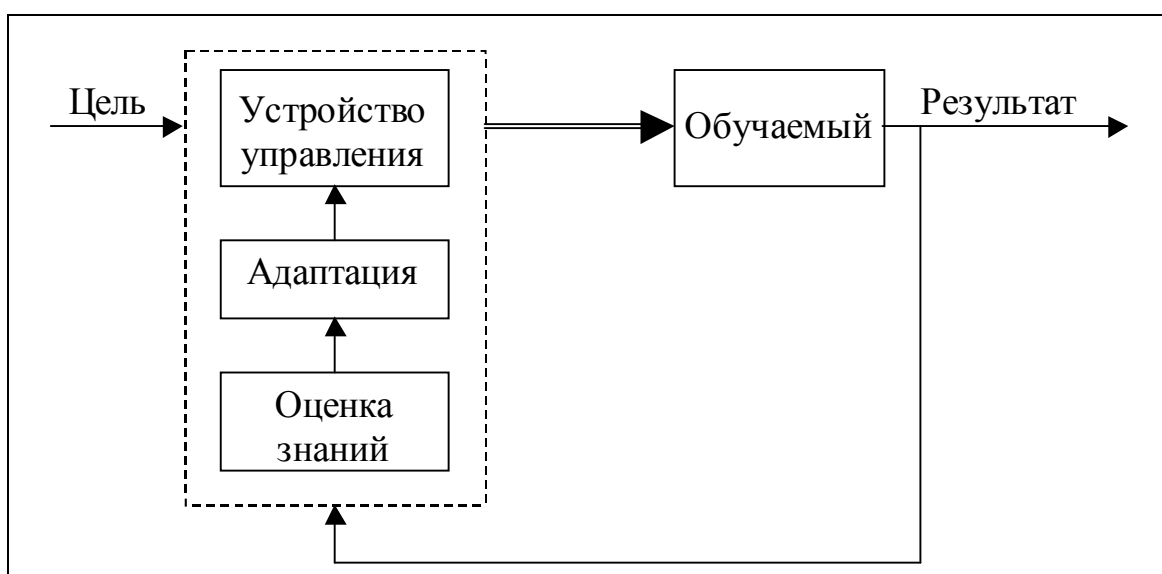 Цель
Устройство
управления
Обучаемый
Результат
Адаптация
Оценка
знаний